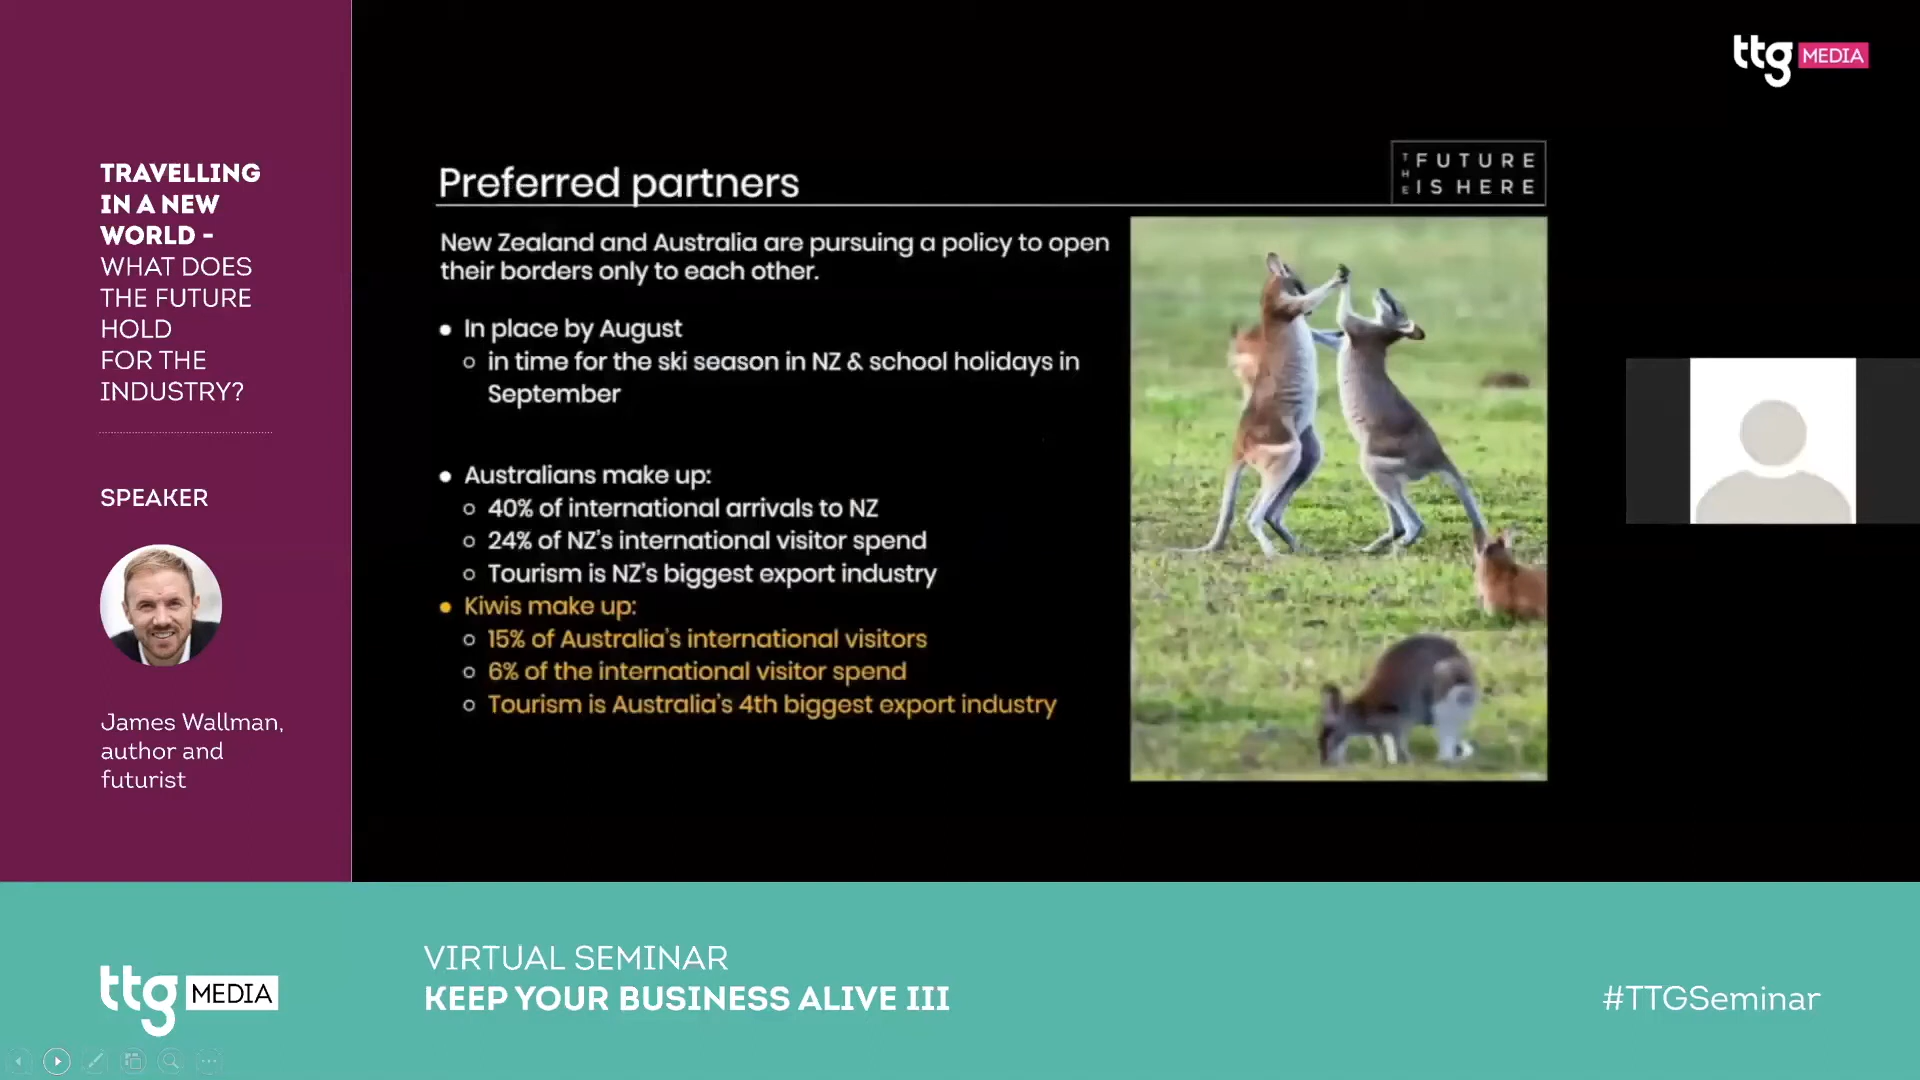 ttg MEDIA
TRAVELLING
IN A NEW
WORLD -
WHAT DOES
THE FUTURE
HOLD
FOR THE
INDUSTRY?
SPEAKER
James Wallman,
author and
futurist
Preferred partners
THE FUTURE
IS HERE
New Zealand and Australia are pursuing a policy to open
their borders only to each other.
● In place by August
○ in time for the ski season in NZ & school holidays in
September
● Australians make up:
○ 40% of international arrivals to NZ
○ 24% of NZ's international visitor spend
○ Tourism is NZ's biggest export industry
● Kiwis make up:
○ 15% of Australia's international visitors
○ 6% of the international visitor spend
○ Tourism is Australia's 4th biggest export industry
ttg MEDIA
VIRTUAL SEMINAR
KEEP YOUR BUSINESS ALIVE III
#TTGSeminar